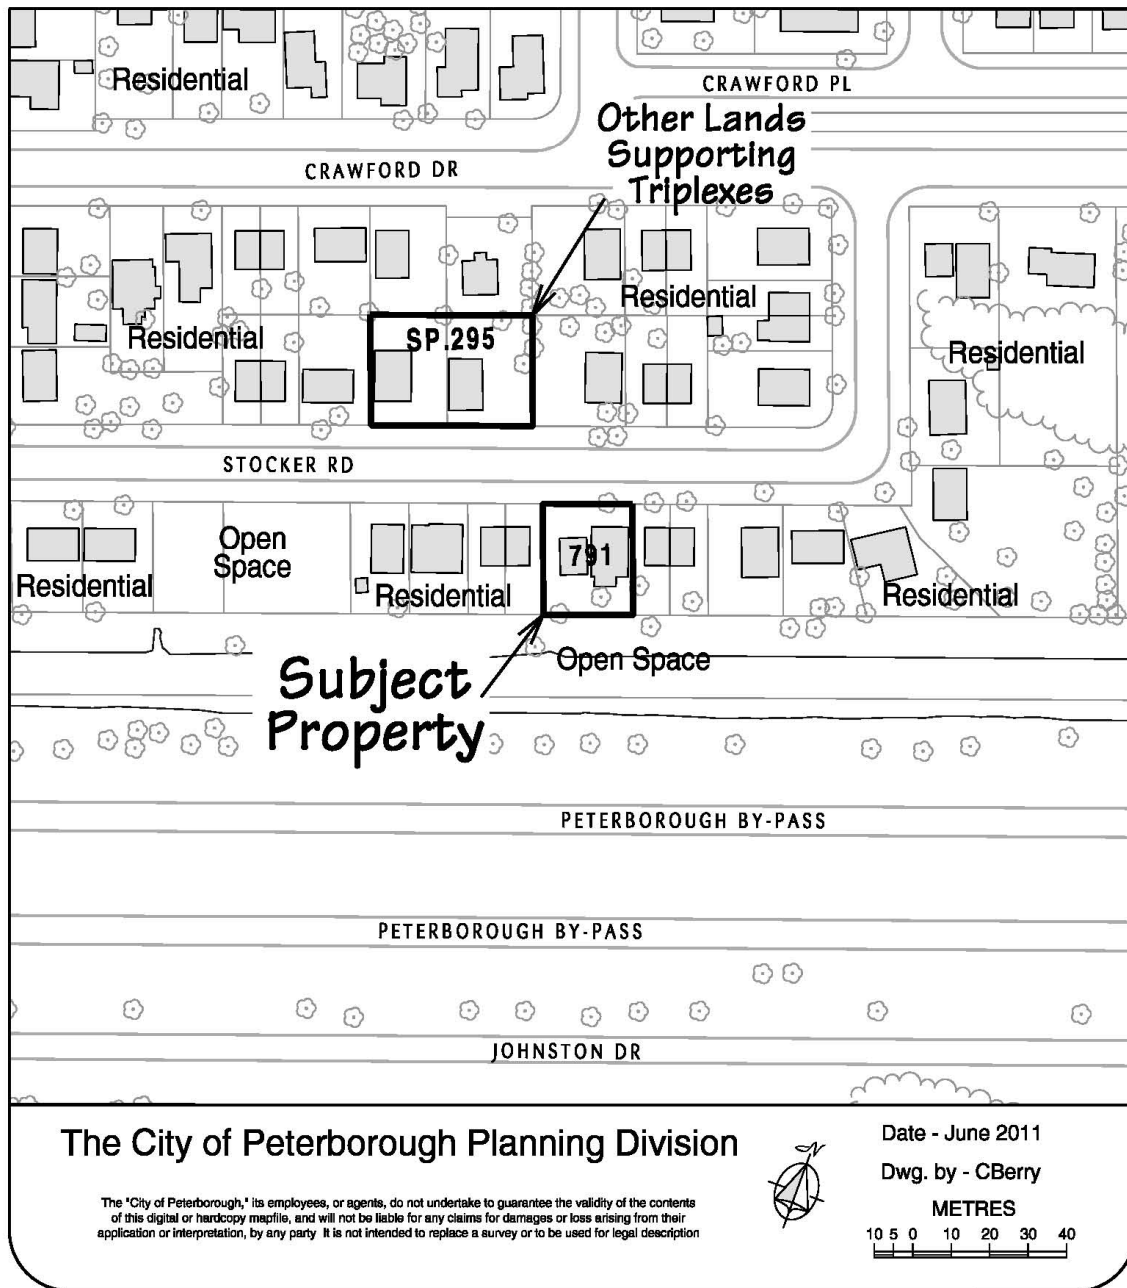 Residential
CRAWFORD PL
Other Lands
Supporting
Triplexes
CRAWFORD DR
Residential
SP.295
Residential
Residential
STOCKER RD
Open
Space
791
Residential
Residential
Residential
Open Space
Subject
Property
PETERBOROUGH BY-PASS
PETERBOROUGH BY-PASS
JOHNSTON DR
The City of Peterborough Planning Division
The "City of Peterborough," its employees, or agents, do not undertake to guarantee the validity of the contents
of this digital or hardcopy mapfile, and will not be liable for any claims for damages or loss arising from their
application or interpretation, by any party It is not intended to replace a survey or to be used for legal description
N
Date - June 2011
Dwg. by - CBerry
METRES
10 5 0 10 20 30 40